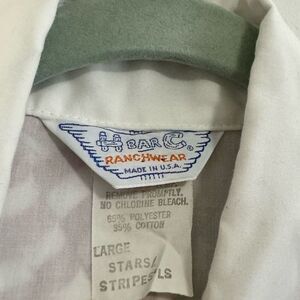 H BAR C®
RANCHWEAR
MADE IN U.S.A.
REMOVE PROMPTLY.
NO CHLORINE BLEACH.
65% POLYESTER
35% COTTON
LARGE
STARS/
STRIPES
LS